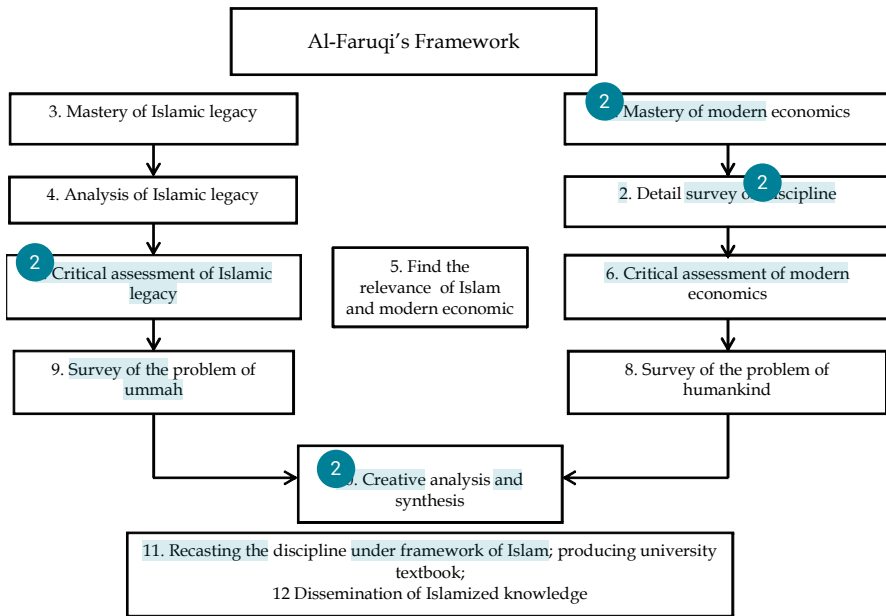 Al-Faruqi's Framework
3. Mastery of Islamic legacy
2
Mastery of modern economics
4. Analysis of Islamic legacy
2. Detail survey of discipline
2
2
Critical assessment of Islamic
legacy
5. Find the
relevance of Islam
and modern economic
6. Critical assessment of modern
economics
9. Survey of the problem of
ummah
8. Survey of the problem of
humankind
2
Creative analysis and
synthesis
11. Recasting the discipline under framework of Islam; producing university
textbook;
12 Dissemination of Islamized knowledge